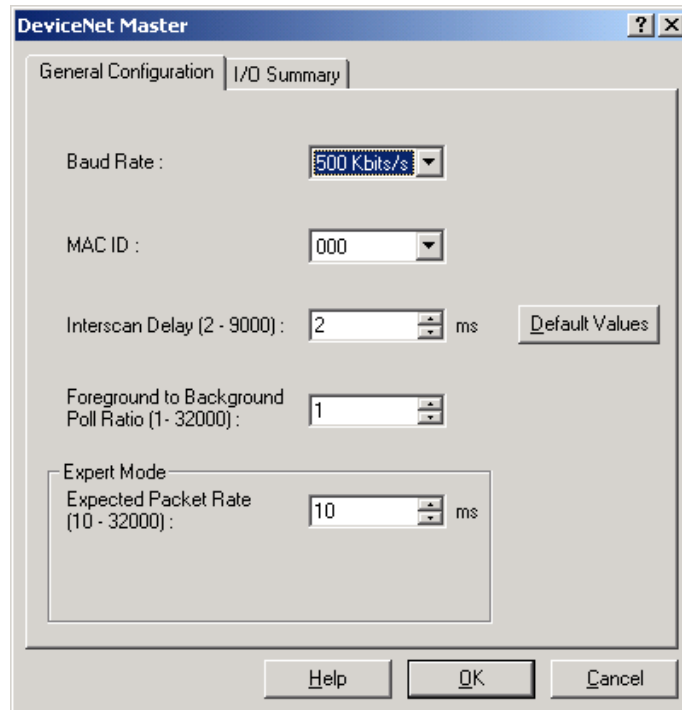 DeviceNet Master
General Configuration
I/O Summary
Baud Rate :
500 Kbits/s
MAC ID :
000
Interscan Delay (2 - 9000) :
2
ms
Default Values
Foreground to Background
Poll Ratio (1- 32000) :
1
Expert Mode
Expected Packet Rate
(10 - 32000) :
10
ms
Help
OK
Cancel